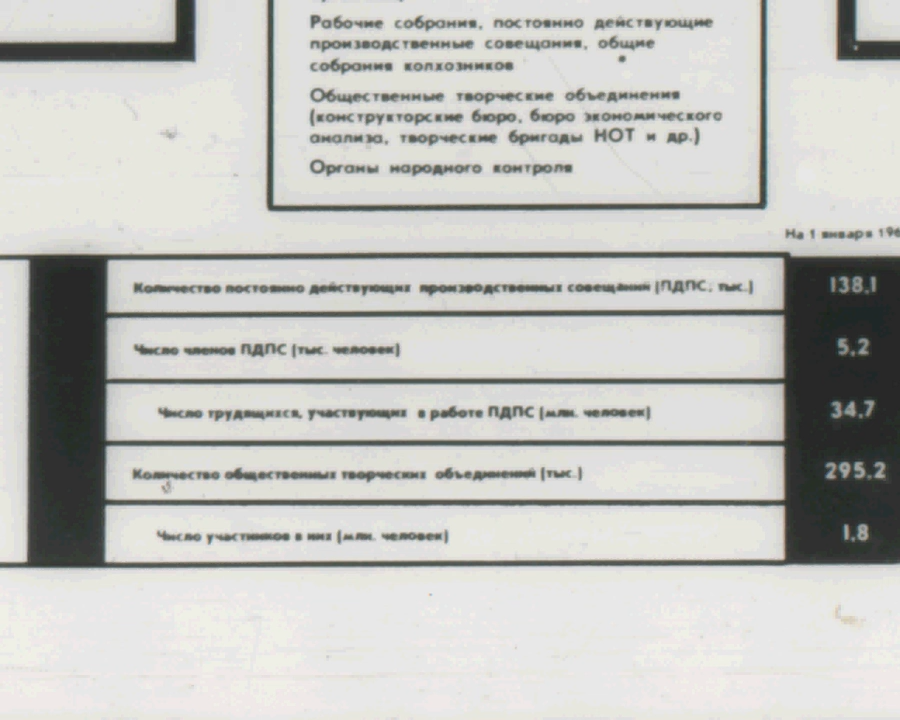 Рабочие собрания, постоянно действующие
производственные совещания, общие
собрания колхозников
Общественные творческие объединения
(конструкторские бюро, бюро экономического
анализа, творческие бригады НОТ и др.)
Органы народного контроля
На 1 января 196
Количество постоянно действующих производственных совещаний (ПДПС; тыс.) 138,1
Число членов ПДПС (тыс. человек) 5,2
Число трудящихся, участвующих в работе ПДПС (млн. человек) 34,7
Количество общественных творческих объединений (тыс.) 295,2
Число участников в них (млн. человек) 1,8